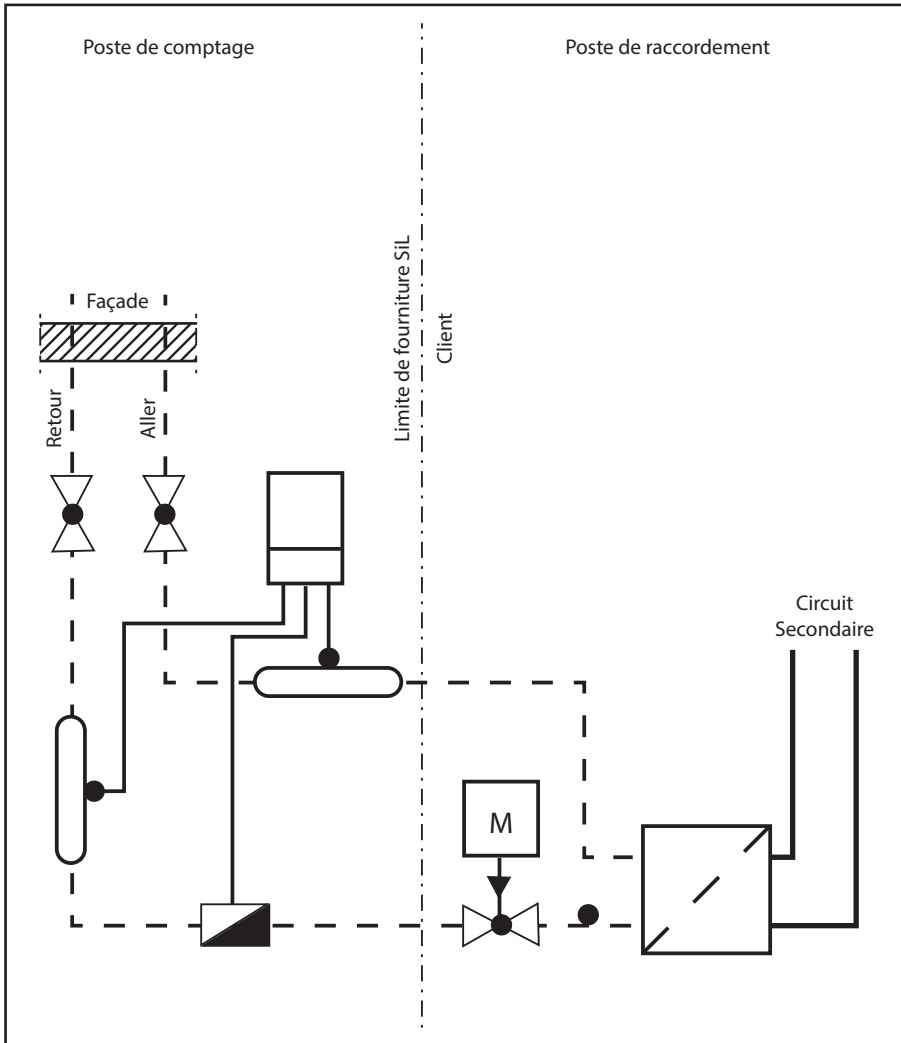 Poste de comptage
Poste de raccordement
Limite de fourniture SiL
Client
Façade
Retour
Aller
Circuit
Secondaire
M